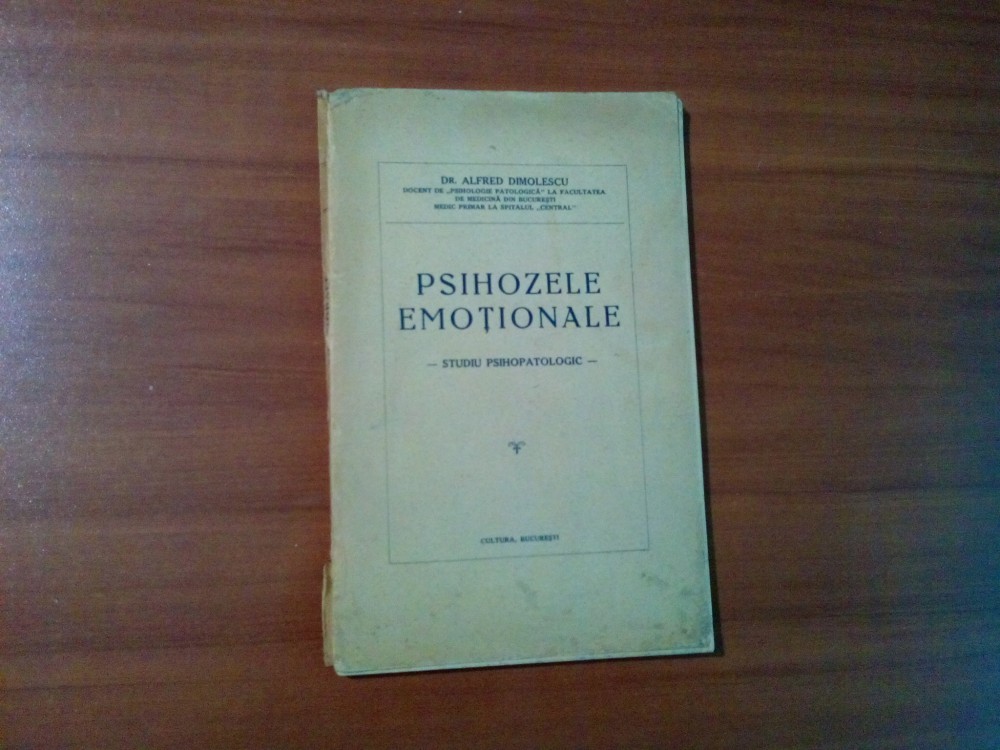 DR. ALFRED DIMOLESCU
DOCENT DE „PSIHOLOGIE PATOLOGICĂ” LA FACULTATEA
DE MEDICINĂ DIN BUCUREȘTI
MEDIC PRIMAR LA SPITALUL „CENTRAL”
PSIHOZELE
EMOȚIONALE
— STUDIU PSIHOPATOLOGIC —
CULTURA, BUCUREȘTI